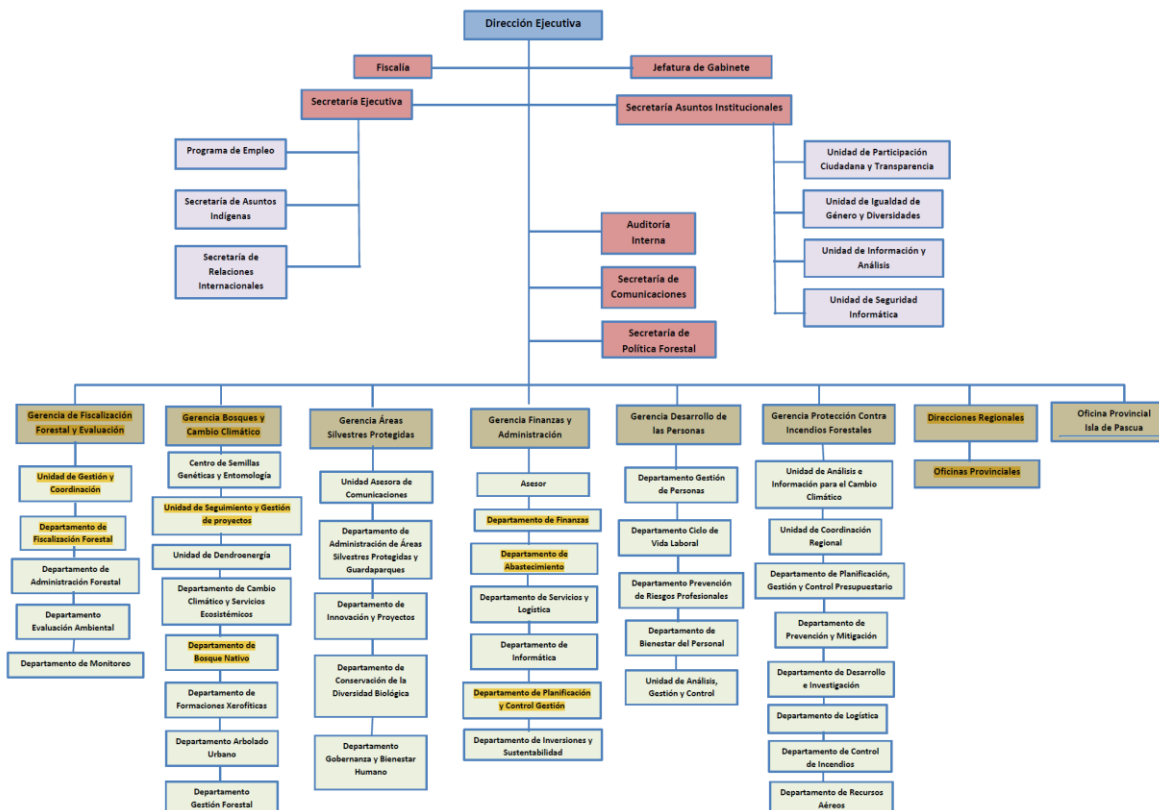 Dirección Ejecutiva
Fiscalía
Jefatura de Gabinete
Secretaría Ejecutiva
Secretaría Asuntos Institucionales
Programa de Empleo
Secretaría de Asuntos
Indígenas
Secretaría de
Relaciones
Internacionales
Unidad de Participación
Ciudadana y Transparencia
Unidad de Igualdad de
Género y Diversidades
Unidad de Información y
Análisis
Unidad de Seguridad
Informática
Auditoría
Interna
Secretaría de
Comunicaciones
Secretaría de
Política Forestal
Gerencia de Fiscalización
Forestal y Evaluación
Unidad de Gestión y
Coordinación
Departamento de
Fiscalización Forestal
Departamento de
Administración Forestal
Departamento
Evaluación Ambiental
Departamento de Monitoreo
Gerencia Bosques y
Cambio Climático
Centro de Semillas
Genéticas y Entomología
Unidad de Seguimiento y Gestión
de proyectos
Unidad de Dendroenergía
Departamento de Cambio
Climático y Servicios
Ecosistémicos
Departamento de
Bosque Nativo
Departamento de
Formaciones Xerofíticas
Departamento Arbolado
Urbano
Departamento
Gestión Forestal
Gerencia Áreas
Silvestres Protegidas
Unidad Asesora de
Comunicaciones
Departamento de
Administración de Áreas
Silvestres Protegidas y
Guardaparques
Departamento de
Innovación y Proyectos
Departamento de
Conservación de la
Diversidad Biológica
Departamento
Gobernanza y Bienestar
Humano
Gerencia Finanzas y
Administración
Asesor
Departamento de Finanzas
Departamento de
Abastecimiento
Departamento de Servicios y
Logística
Departamento de
Informática
Departamento de Planificación
y Control Gestión
Departamento de Inversiones y
Sustentabilidad
Gerencia Desarrollo de
las Personas
Departamento Gestión
de Personas
Departamento Ciclo de
Vida Laboral
Departamento Prevención
de Riesgos Profesionales
Departamento de
Bienestar del Personal
Unidad de Análisis,
Gestión y Control
Gerencia Protección Contra
Incendios Forestales
Unidad de Análisis e
Información para el Cambio
Climático
Unidad de Coordinación
Regional
Departamento de Planificación,
Gestión y Control Presupuestario
Departamento de
Prevención y Mitigación
Departamento de Desarrollo
e Investigación
Departamento de Logística
Departamento de Control
de Incendios
Departamento de Recursos
Aéreos
Direcciones Regionales
Oficinas Provinciales
Oficina Provincial
Isla de Pascua